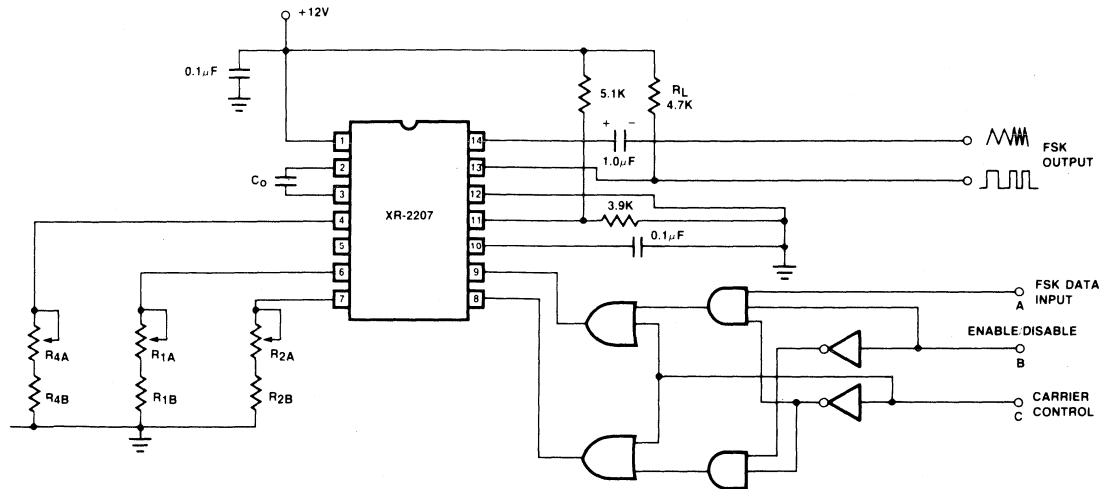 +12V
0.1μF
5.1K
RL
4.7K
1
14
+ −
1.0μF
FSK
OUTPUT
2
13
Co
3
12
XR-2207
3.9K
4
11
5
10
0.1μF
6
9
7
8
FSK DATA
INPUT
A
ENABLE/DISABLE
B
CARRIER
CONTROL
C
R4A
R1A
R2A
R4B
R1B
R2B